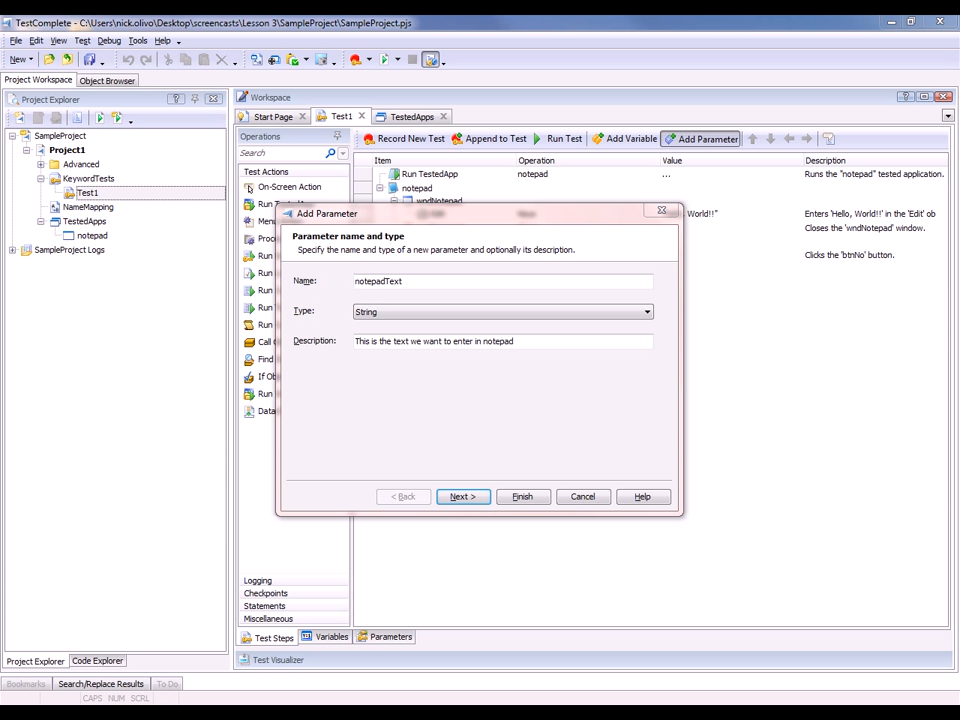 TestComplete - C:\Users\nick.olivo\Desktop\screencasts\Lesson 3\SampleProject\SampleProject.pjs
File Edit View Test Debug Tools Help
New
Project Workspace Object Browser
Project Explorer
SampleProject
Project1
Advanced
KeywordTests
Test1
NameMapping
TestedApps
notepad
SampleProject Logs
Workspace
Start Page Test1 TestedApps
Operations
Search
Test Actions
On-Screen Action
Run
Menu
Run
Run
Run
Run
Run
Call
Find
If
Run
Data
Logging
Checkpoints
Statements
Miscellaneous
Record New Test Append to Test Run Test Add Variable Add Parameter
Item Operation Value Description
Run TestedApp notepad ... Runs the "notepad" tested application.
notepad
wndNotepad
World!!" Enters 'Hello, World!!' in the 'Edit' ob
Closes the 'wndNotepad' window.
Clicks the 'btnNo' button.
Add Parameter
Parameter name and type
Specify the name and type of a new parameter and optionally its description.
Name: notepadText
Type: String
Description: This is the text we want to enter in notepad
< Back Next > Finish Cancel Help
Test Steps Variables Parameters
Test Visualizer
Project Explorer Code Explorer
Bookmarks Search/Replace Results To Do
CAPS NUM SCRL